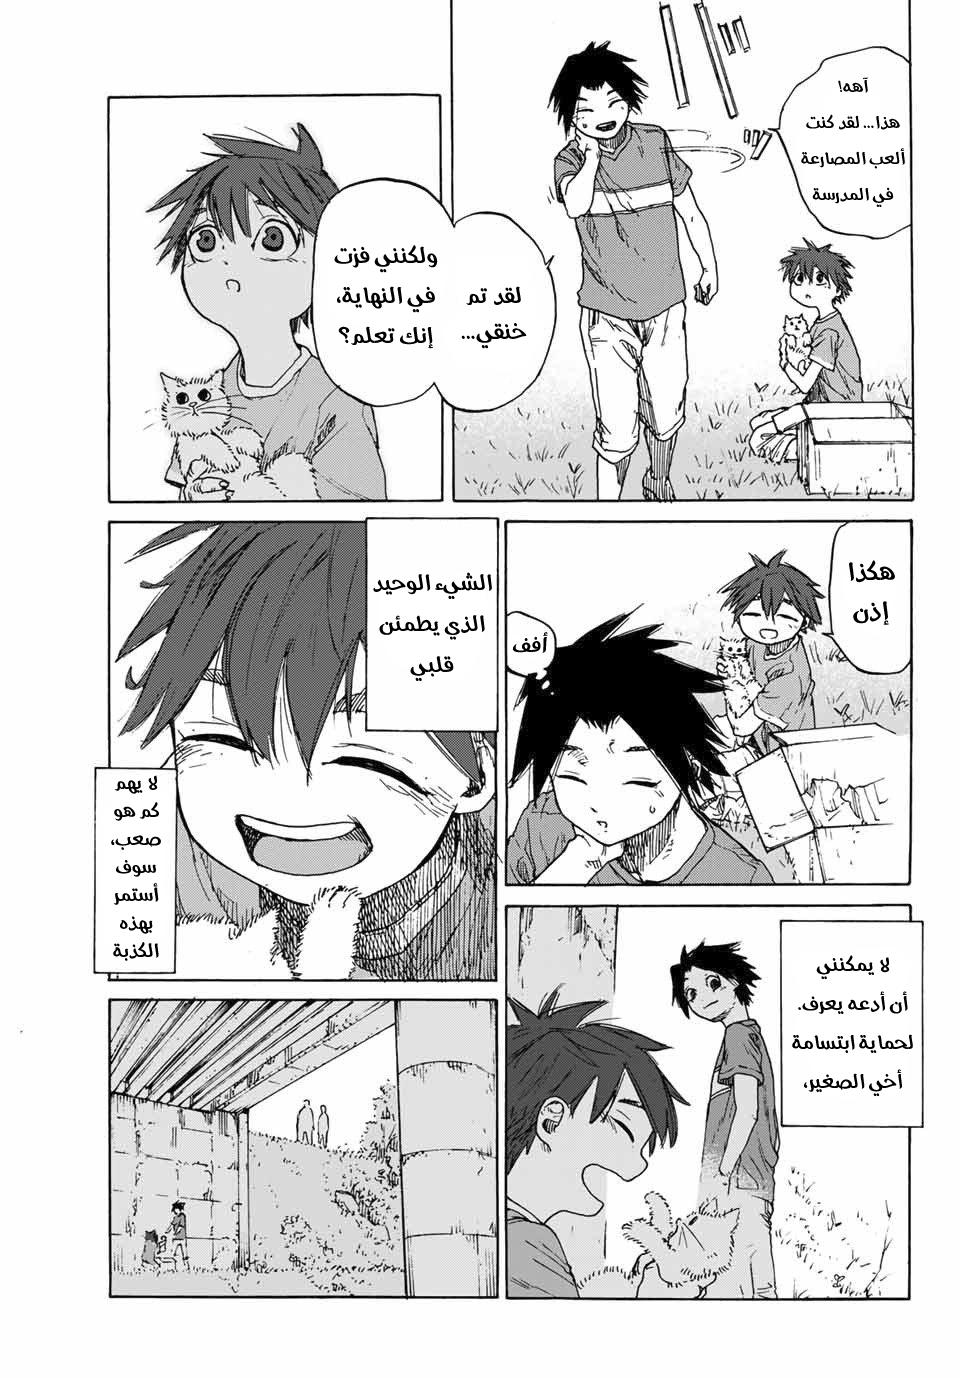 آهه!
هذا... لقد كنت
ألعب المصارعة
في المدرسة
لقد تم
خنقي...
ولكنني فزت
في النهاية،
إنك تعلم؟
هكذا
إذن
أفف
الشيء الوحيد
الذي يطمئن
قلبي
لا يمكنني
أن أدعه يعرف.
لحماية ابتسامة
أخي الصغير،
لا يهم
كم هو
صعب،
سوف
أستمر
بهذه
الكذبة